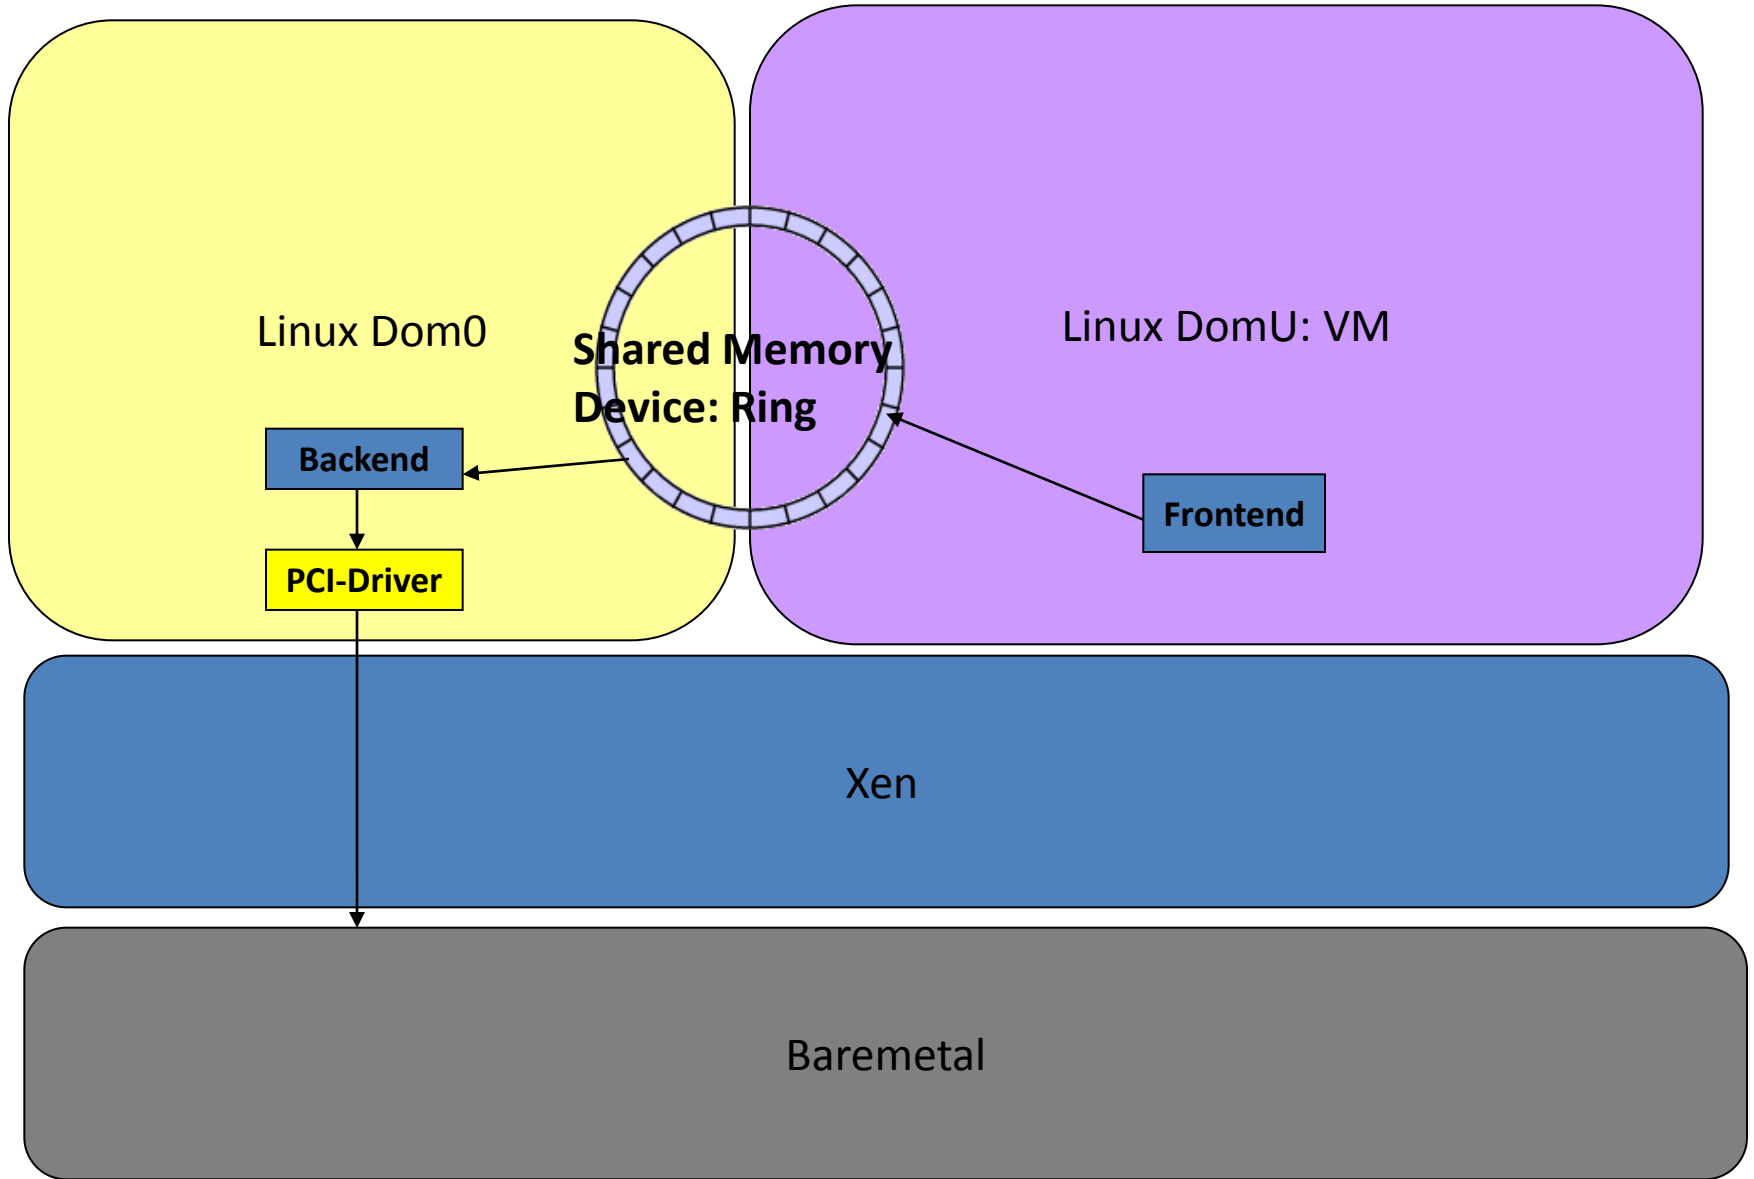 Linux Dom0
Shared Memory
Device: Ring
Linux DomU: VM
Backend
Frontend
PCI-Driver
Xen
Baremetal